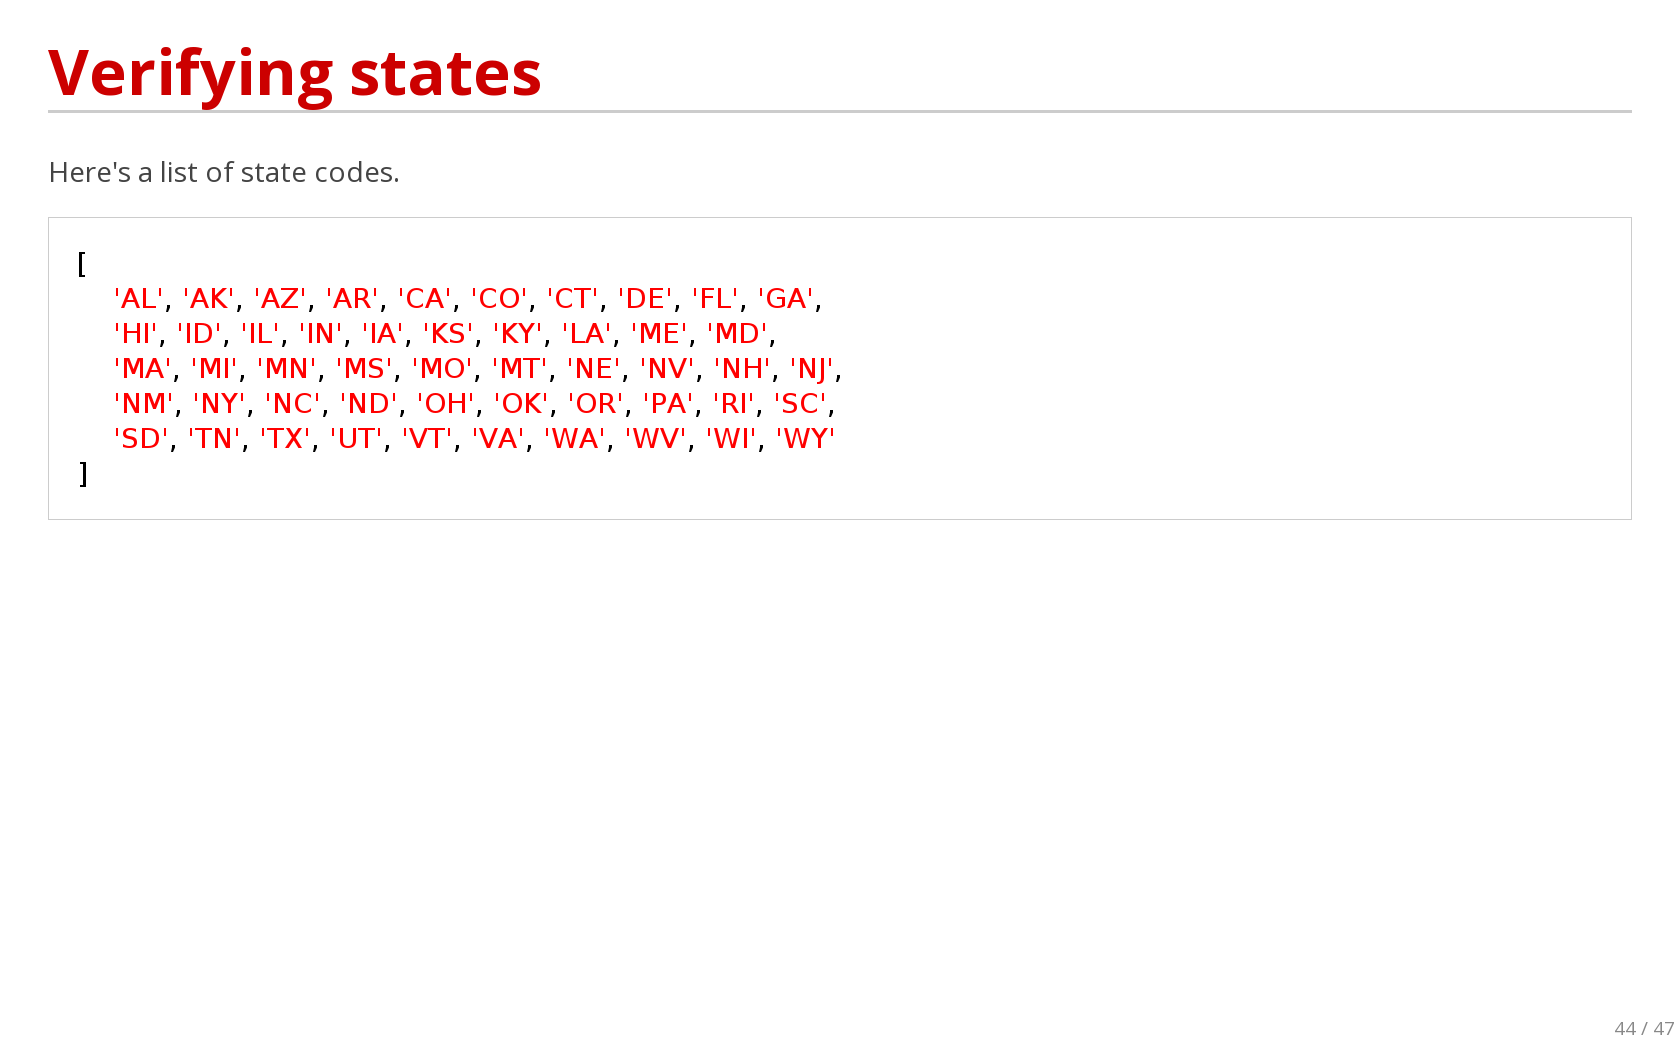 Verifying states
Here's a list of state codes.
[
'AL', 'AK', 'AZ', 'AR', 'CA', 'CO', 'CT', 'DE', 'FL', 'GA',
'HI', 'ID', 'IL', 'IN', 'IA', 'KS', 'KY', 'LA', 'ME', 'MD',
'MA', 'MI', 'MN', 'MS', 'MO', 'MT', 'NE', 'NV', 'NH', 'NJ',
'NM', 'NY', 'NC', 'ND', 'OH', 'OK', 'OR', 'PA', 'RI', 'SC',
'SD', 'TN', 'TX', 'UT', 'VT', 'VA', 'WA', 'WV', 'WI', 'WY'
]
44 / 47